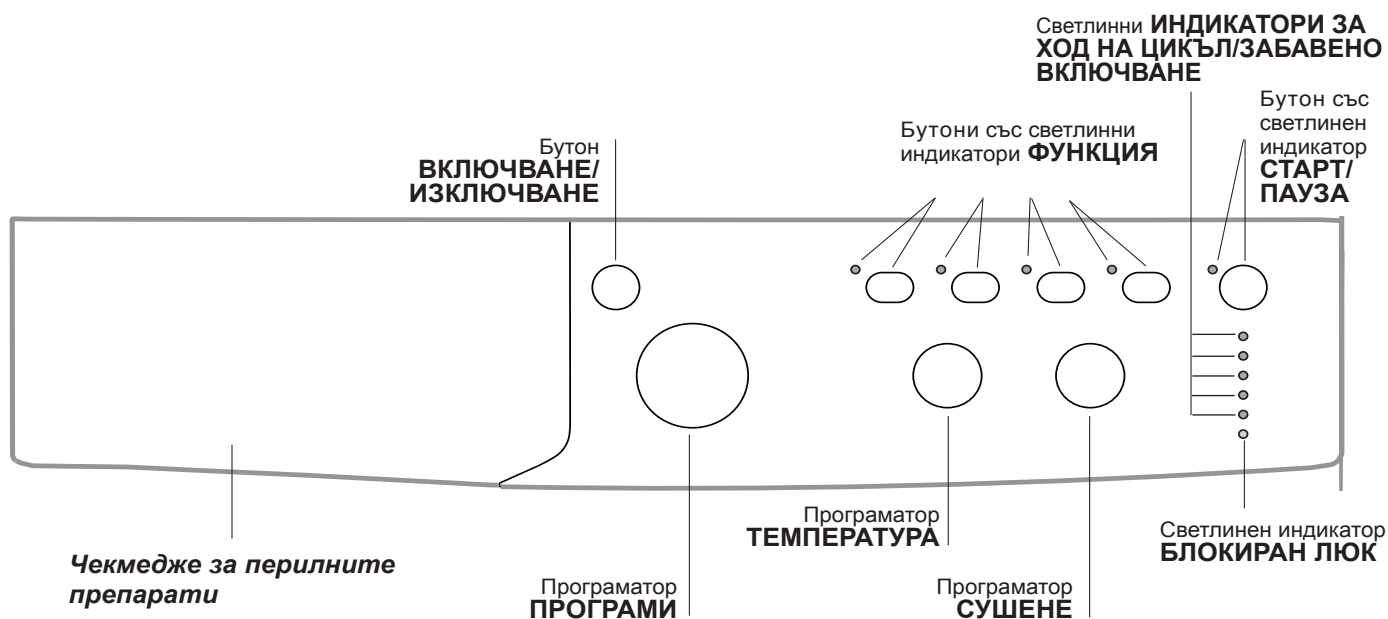 Светлинни ИНДИКАТОРИ ЗА
ХОД НА ЦИКЪЛ/ЗАБАВЕНО
ВКЛЮЧВАНЕ
Бутон
ВКЛЮЧВАНЕ/
ИЗКЛЮЧВАНЕ
Бутони със светлинни
индикатори ФУНКЦИЯ
Бутон със
светлинен
индикатор
СТАРТ/
ПАУЗА
Чекмедже за перилните
препарати
Програматор
ПРОГРАМИ
Програматор
ТЕМПЕРАТУРА
Програматор
СУШЕНЕ
Светлинен индикатор
БЛОКИРАН ЛЮК